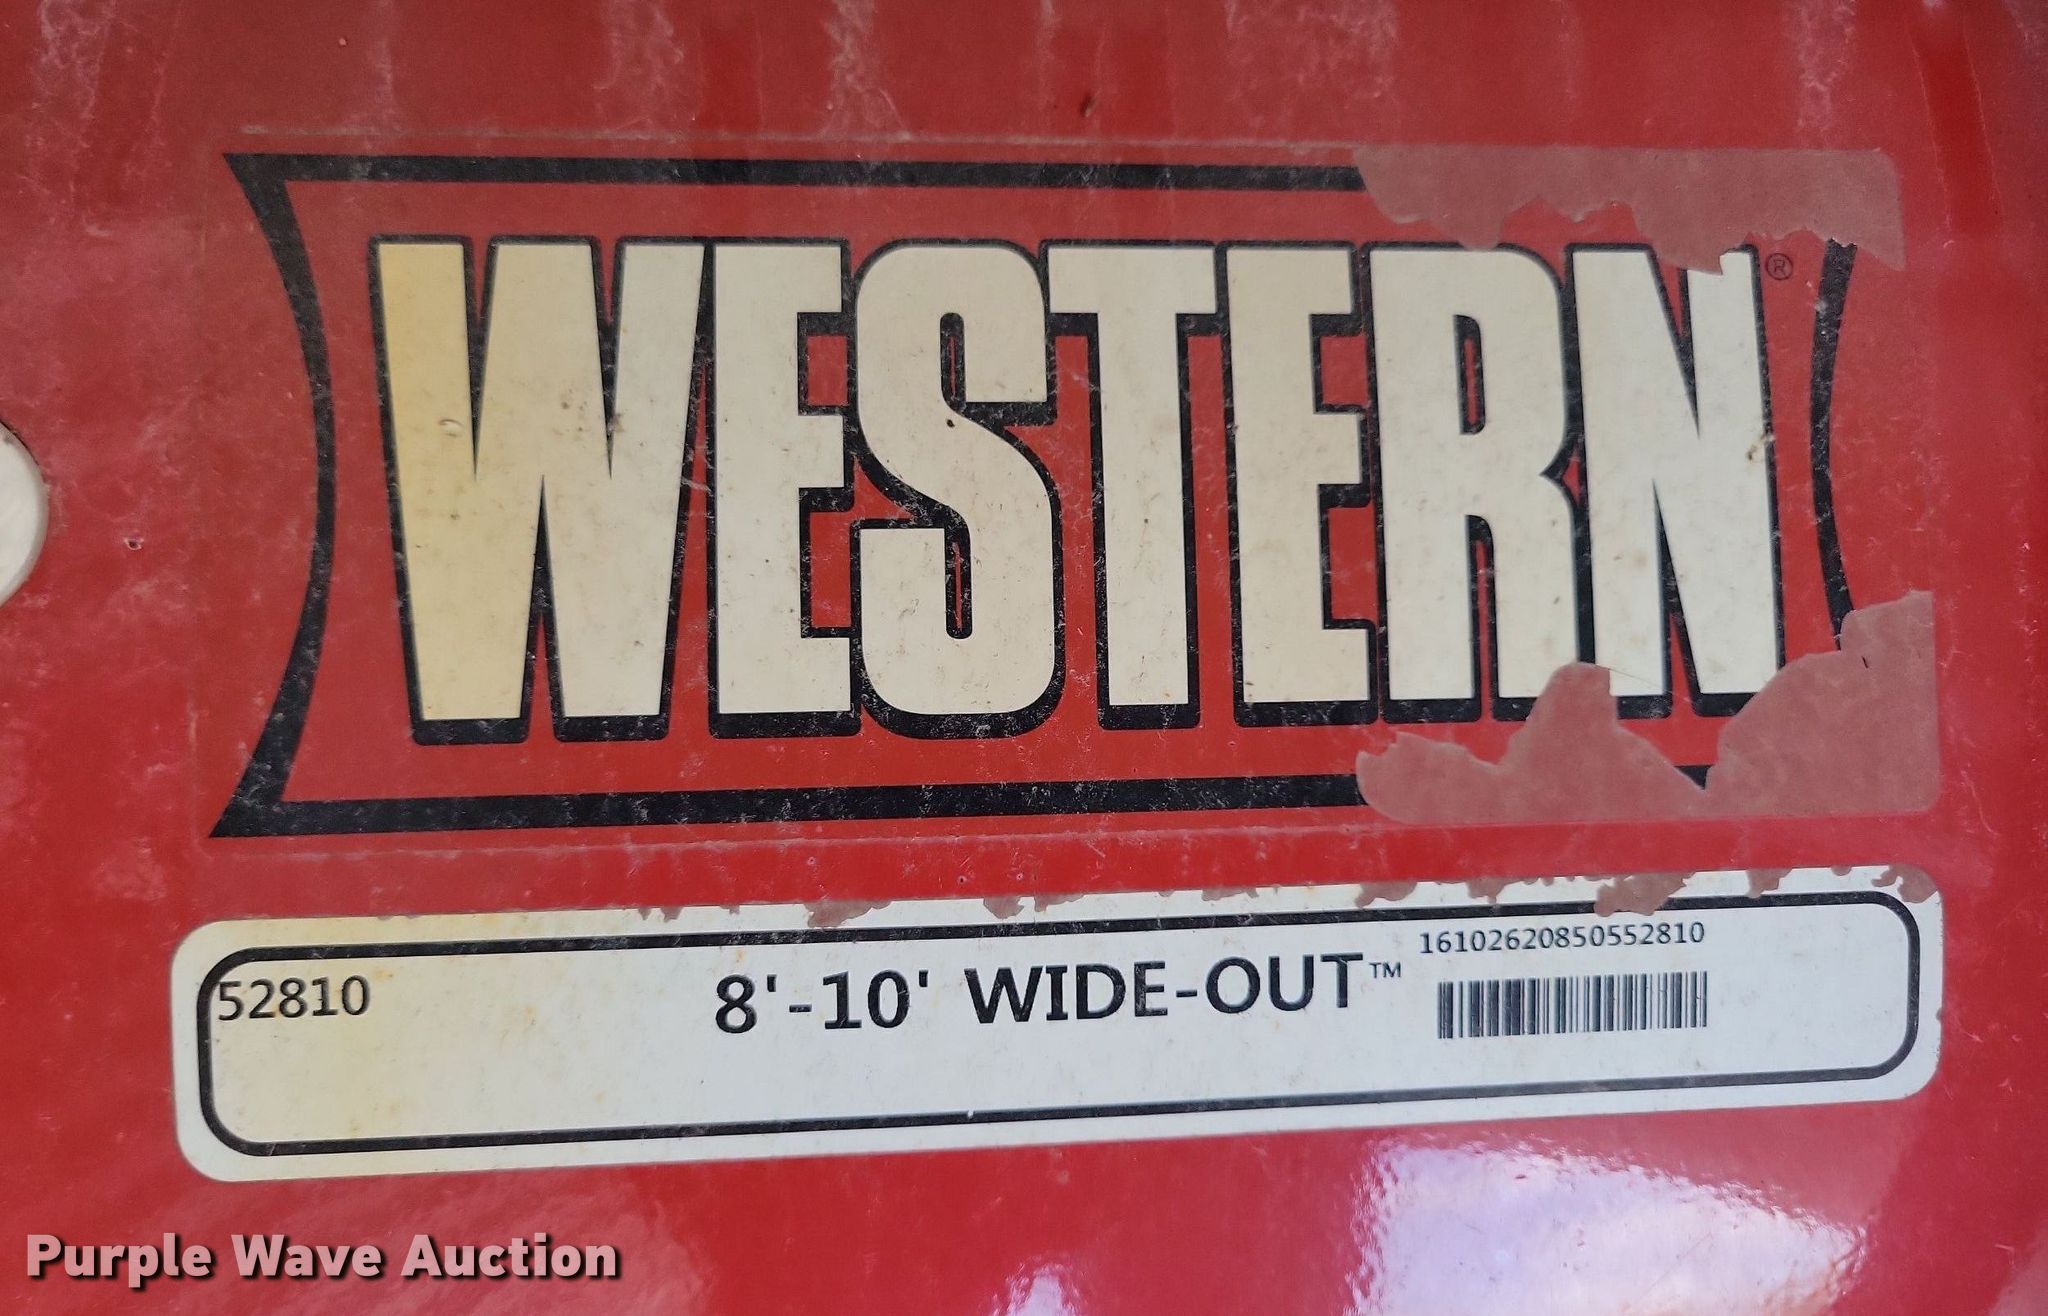 WESTERN®
16102620850552810
52810 8'-10' WIDE-OUT™
Purple Wave Auction